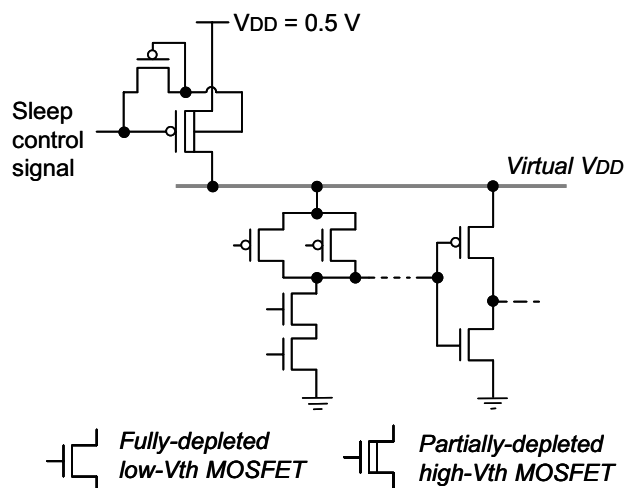 VDD = 0.5 V
Sleep
control
signal
Virtual VDD
Fully-depleted
low-Vth MOSFET
Partially-depleted
high-Vth MOSFET